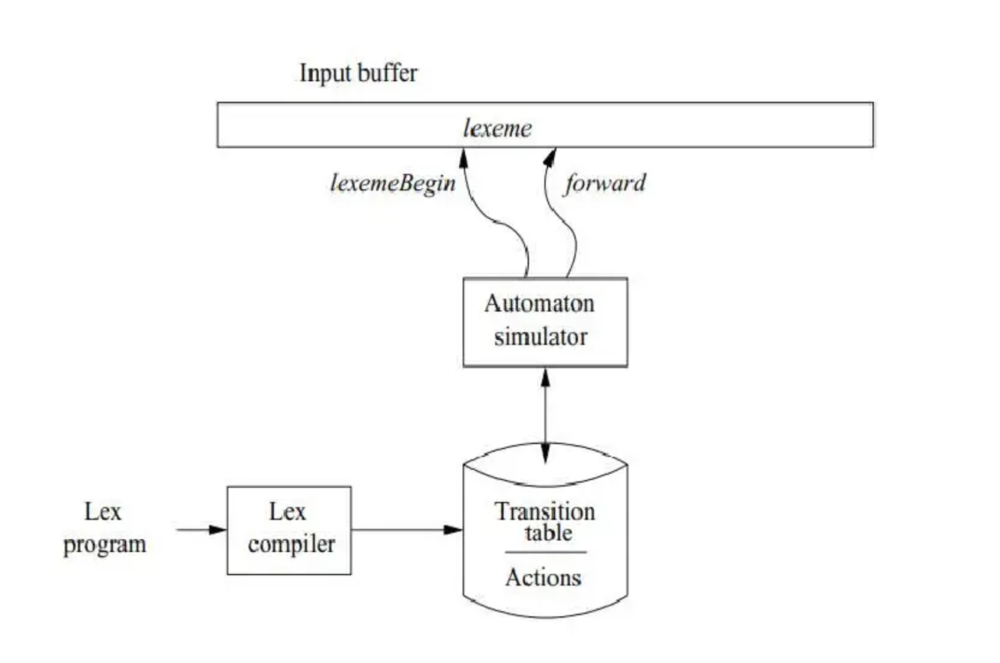 Input buffer
lexeme
lexemeBegin
forward
Automaton
simulator
Lex
program
Lex
compiler
Transition
table
Actions